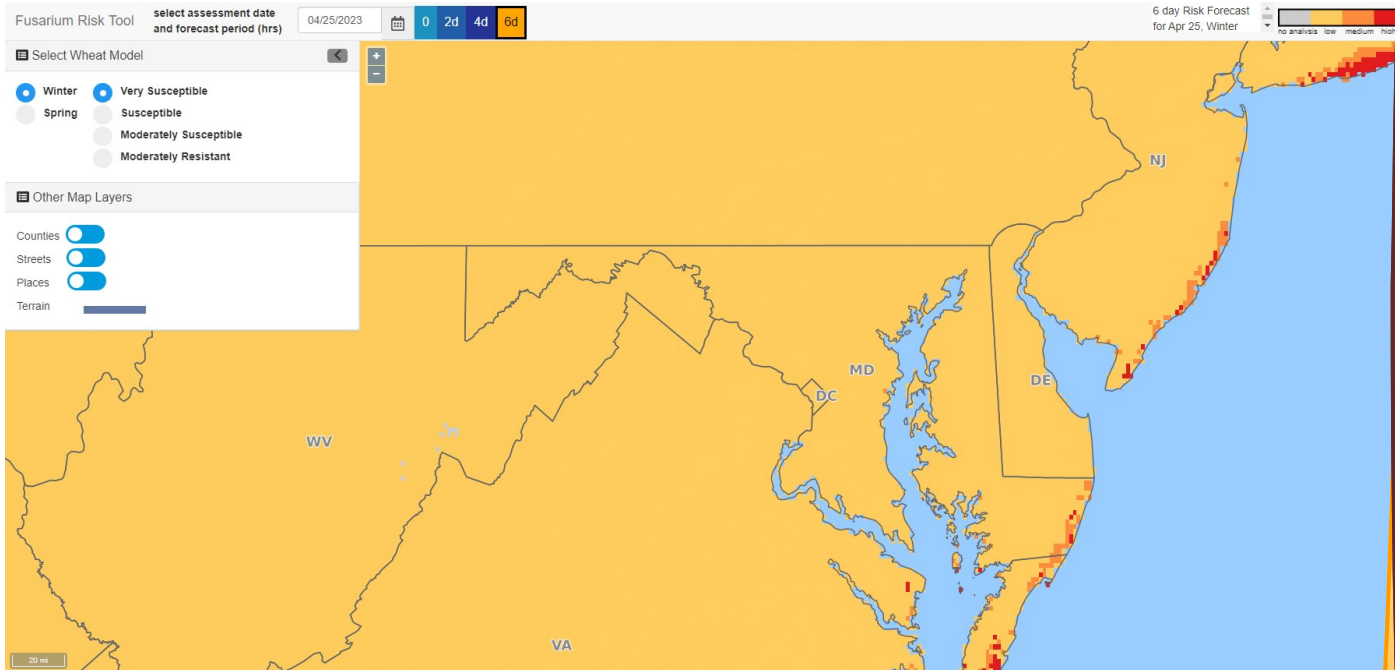 Fusarium Risk Tool
select assessment date
and forecast period (hrs)
04/25/2023
0 2d 4d 6d
6 day Risk Forecast
for Apr 25, Winter
no analysis low medium high
Select Wheat Model
Winter Very Susceptible
Spring Susceptible
Moderately Susceptible
Moderately Resistant
Other Map Layers
Counties
Streets
Places
Terrain
+
−
NJ
MD
DE
DC
WV
VA
20 mi